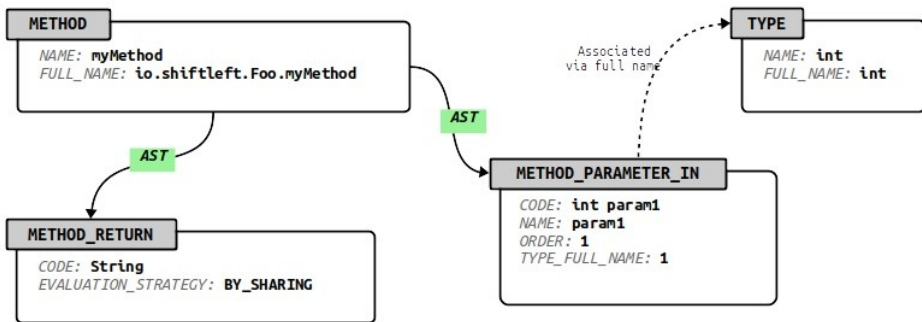 METHOD
NAME: myMethod
FULL_NAME: io.shiftleft.Foo.myMethod
TYPE
NAME: int
FULL_NAME: int
Associated
via full name
AST
AST
METHOD_PARAMETER_IN
CODE: int param1
NAME: param1
ORDER: 1
TYPE_FULL_NAME: 1
METHOD_RETURN
CODE: String
EVALUATION_STRATEGY: BY_SHARING